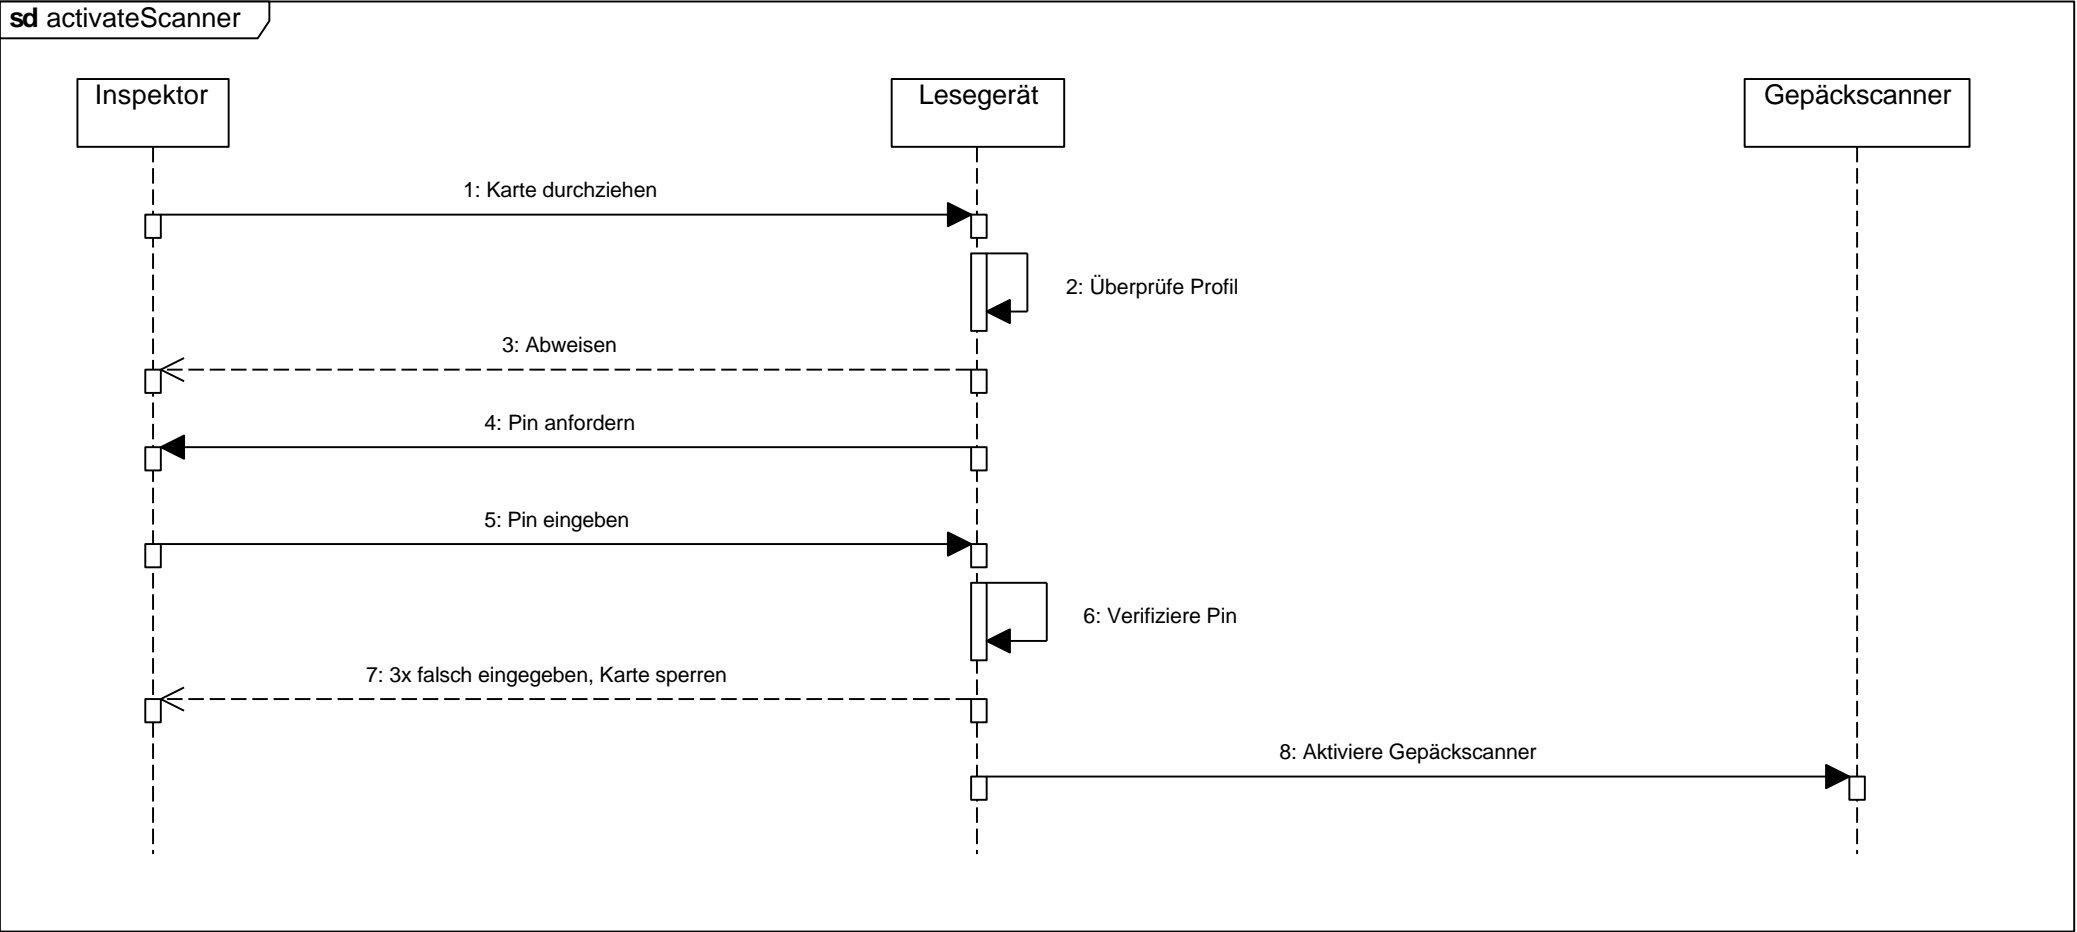 sd activateScanner
Inspektor
Lesegerät
Gepäckscanner
1: Karte durchziehen
2: Überprüfe Profil
3: Abweisen
4: Pin anfordern
5: Pin eingeben
6: Verifiziere Pin
7: 3x falsch eingegeben, Karte sperren
8: Aktiviere Gepäckscanner